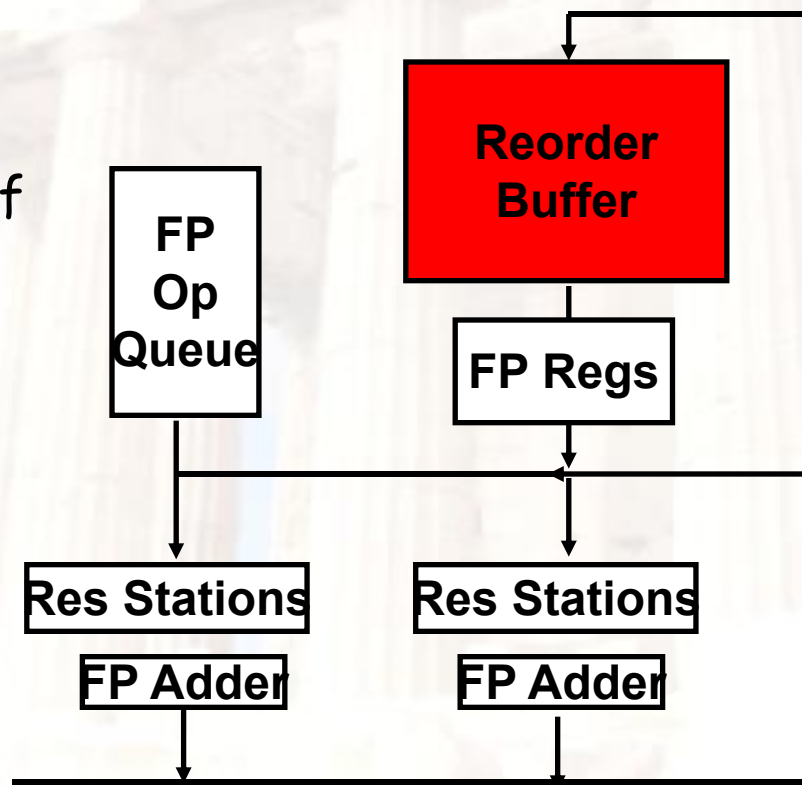 f
FP
Op
Queue
Reorder
Buffer
FP Regs
Res Stations
Res Stations
FP Adder
FP Adder